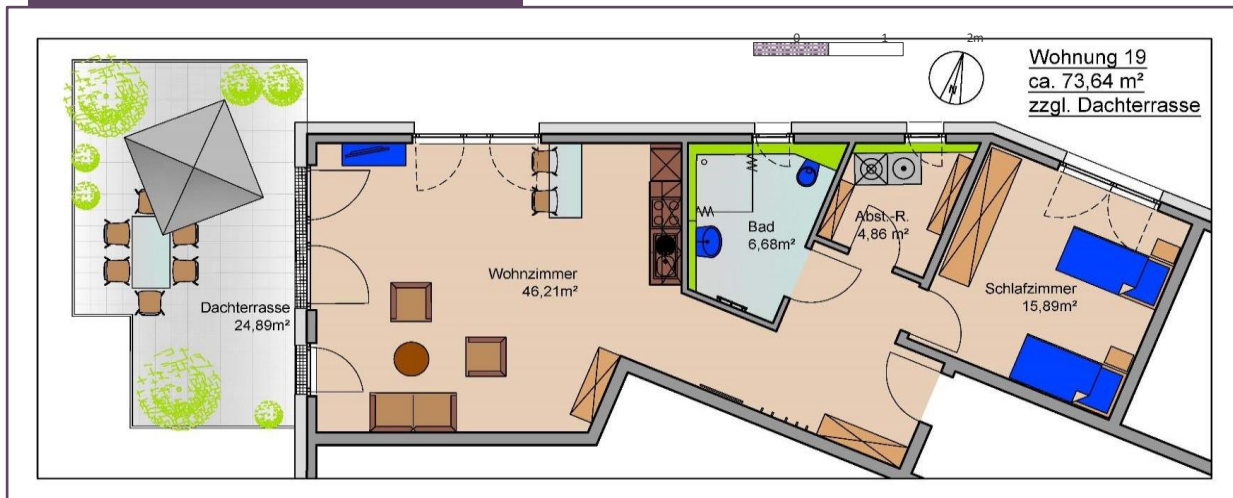 0 1 2m
Wohnung 19
ca. 73,64 m²
zzgl. Dachterrasse
N
Bad
6,68m²
Abst.-R.
4,86 m²
Wohnzimmer
46,21m²
Schlafzimmer
15,89m²
Dachterrasse
24,89m²